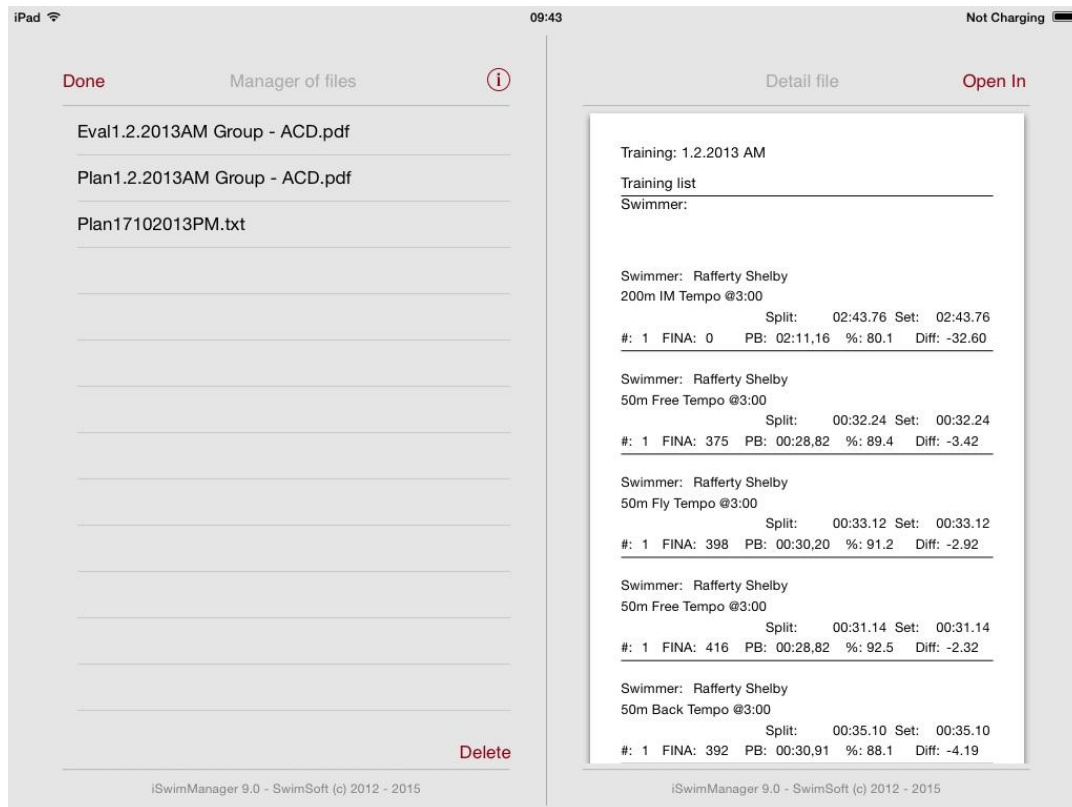 iPad 09:43 Not Charging
Done Manager of files i
Eval1.2.2013AM Group - ACD.pdf
Plan1.2.2013AM Group - ACD.pdf
Plan17102013PM.txt
Delete
iSwimManager 9.0 - SwimSoft (c) 2012 - 2015
Detail file Open In
Training: 1.2.2013 AM
Training list
Swimmer:
Swimmer: Rafferty Shelby
200m IM Tempo @3:00
Split: 02:43.76 Set: 02:43.76
#: 1 FINA: 0 PB: 02:11,16 %: 80.1 Diff: -32.60
Swimmer: Rafferty Shelby
50m Free Tempo @3:00
Split: 00:32.24 Set: 00:32.24
#: 1 FINA: 375 PB: 00:28,82 %: 89.4 Diff: -3.42
Swimmer: Rafferty Shelby
50m Fly Tempo @3:00
Split: 00:33.12 Set: 00:33.12
#: 1 FINA: 398 PB: 00:30,20 %: 91.2 Diff: -2.92
Swimmer: Rafferty Shelby
50m Free Tempo @3:00
Split: 00:31.14 Set: 00:31.14
#: 1 FINA: 416 PB: 00:28,82 %: 92.5 Diff: -2.32
Swimmer: Rafferty Shelby
50m Back Tempo @3:00
Split: 00:35.10 Set: 00:35.10
#: 1 FINA: 392 PB: 00:30,91 %: 88.1 Diff: -4.19
iSwimManager 9.0 - SwimSoft (c) 2012 - 2015